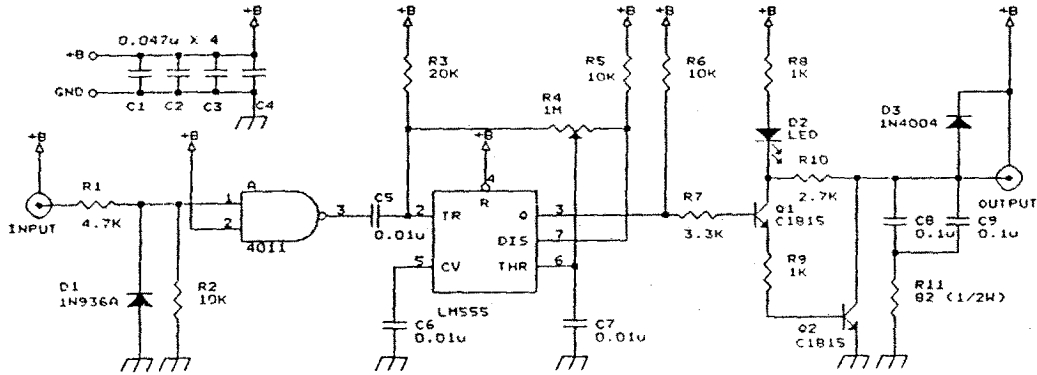 +B
0.047u X 4
+B
GND
C1
C2
C3
C4
+B
+B
INPUT
R1
4.7K
D1
1N936A
R2
10K
A
1
2
3
4011
C5
0.01u
+B
R3
20K
R4
1M
+B
R5
10K
+B
R6
10K
+B
4
R
2
TR
Q
3
DIS
7
5
CV
THR
6
LM555
C6
0.01u
C7
0.01u
R7
3.3K
+B
R8
1K
D2
LED
R10
2.7K
Q1
C1815
R9
1K
Q2
C1815
D3
1N4004
+B
OUTPUT
C8
0.1u
C9
0.1u
R11
82 (1/2W)